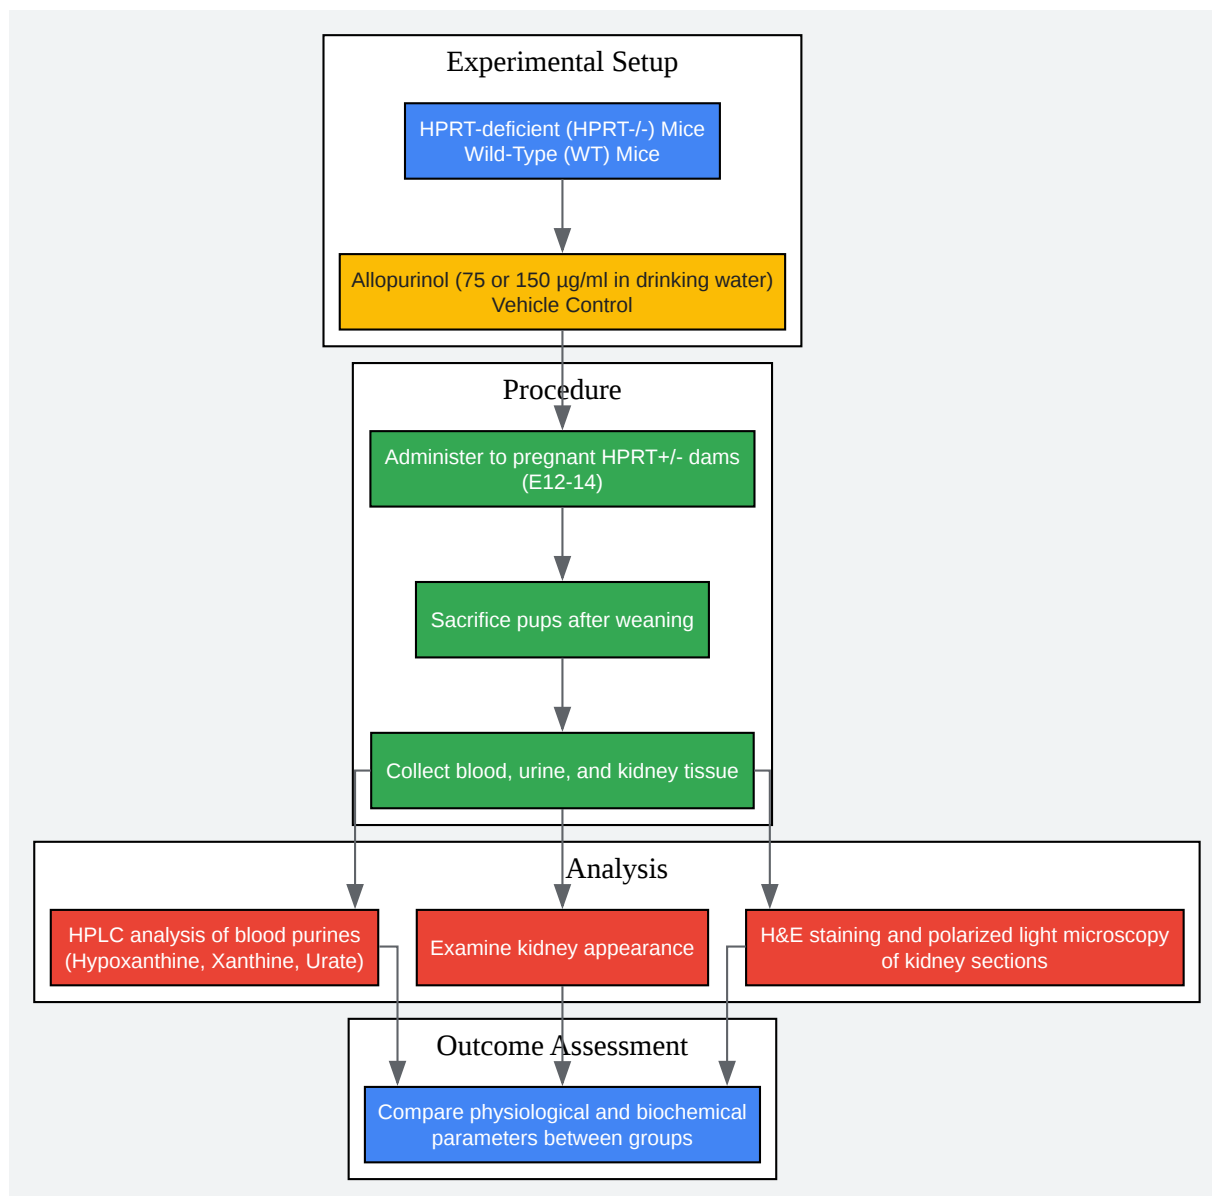 Experimental Setup
HPRT-deficient (HPRT-/-) Mice
Wild-Type (WT) Mice
Allopurinol (75 or 150 µg/ml in drinking water)
Vehicle Control
Procedure
Administer to pregnant HPRT+/- dams
(E12-14)
Sacrifice pups after weaning
Collect blood, urine, and kidney tissue
Analysis
HPLC analysis of blood purines
(Hypoxanthine, Xanthine, Urate)
Examine kidney appearance
H&E staining and polarized light microscopy
of kidney sections
Outcome Assessment
Compare physiological and biochemical
parameters between groups